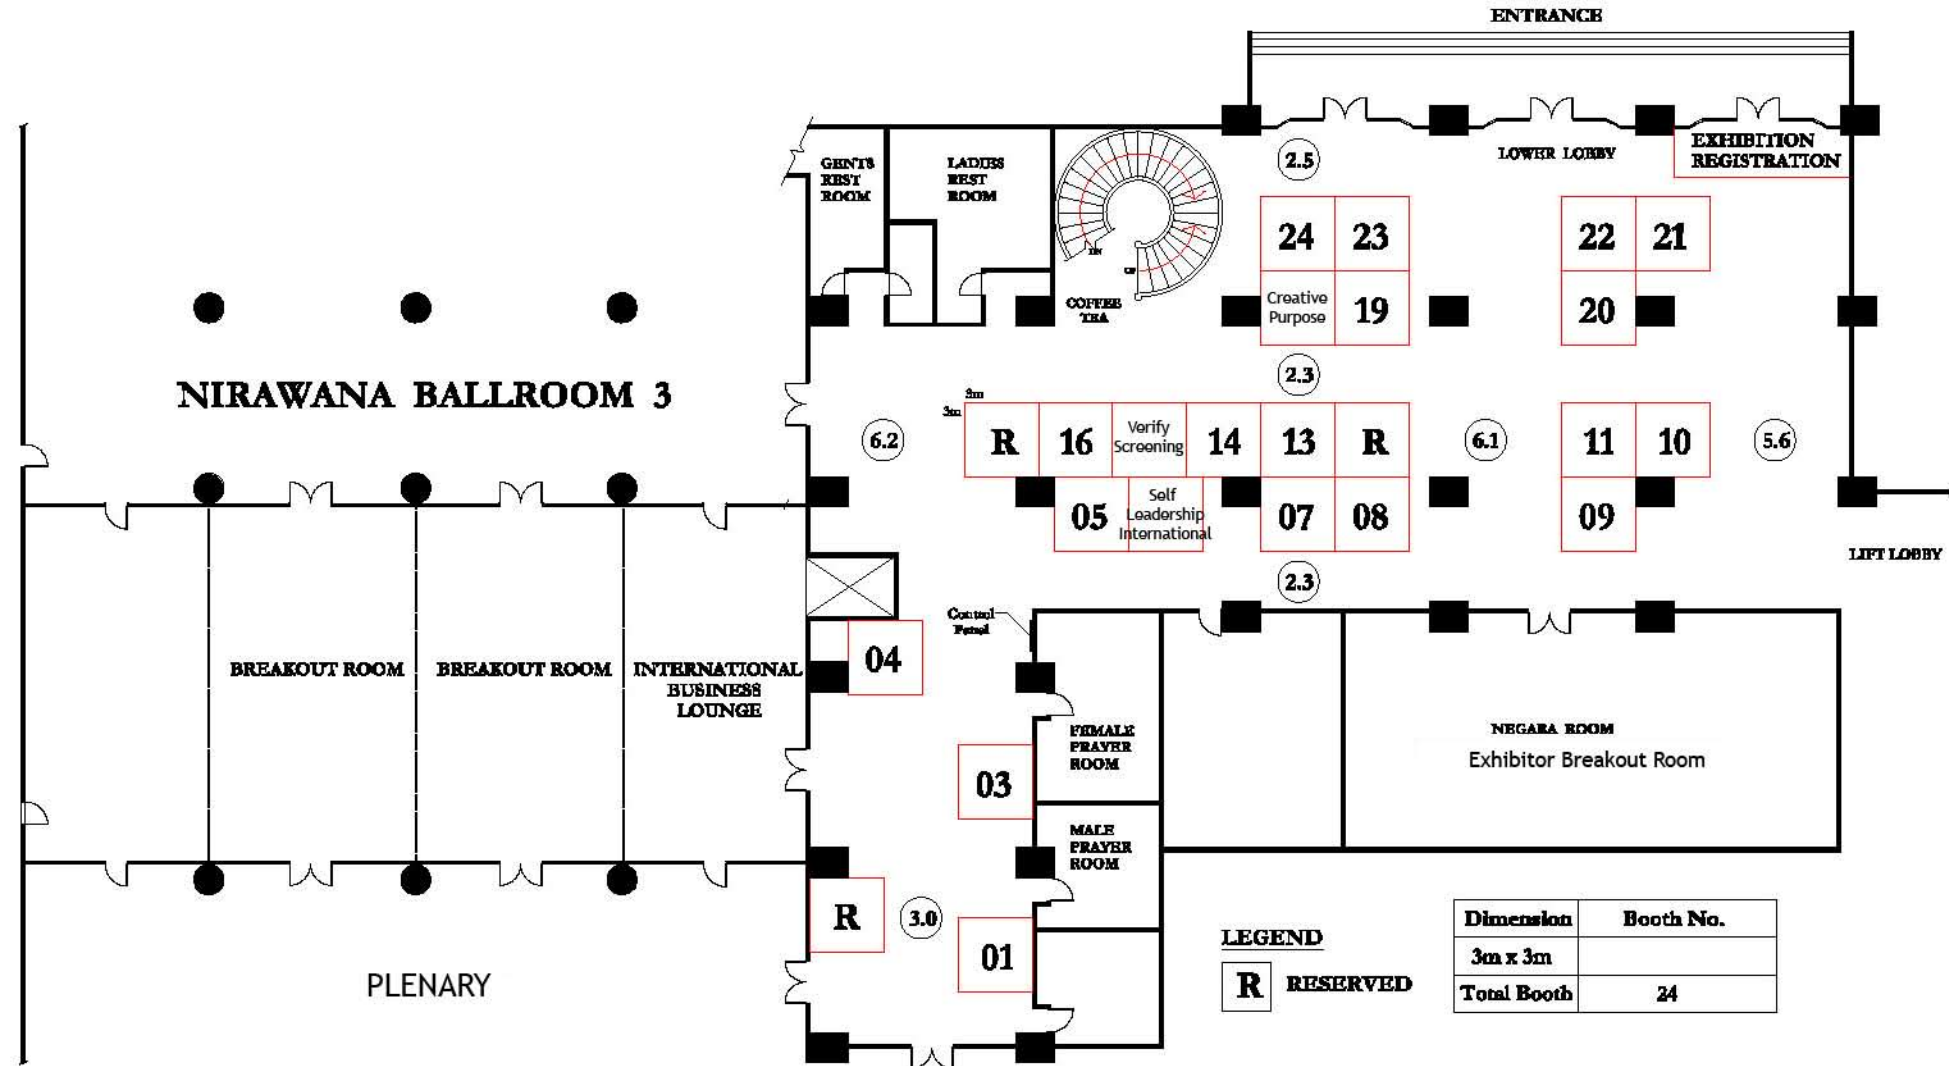 ENTRANCE
GENTS
REST
ROOM
LADIES
REST
ROOM
DN
UP
COFFEE
TEA
2.5
LOWER LOBBY
EXHIBITION
REGISTRATION
24
23
22
21
Creative
Purpose
19
20
2.3
NIRAWANA BALLROOM 3
3m
3m
6.2
R
16
Verify
Screening
14
13
R
6.1
11
10
5.6
05
Self
Leadership
International
07
08
09
LIFT LOBBY
2.3
Control
Panel
04
BREAKOUT ROOM
BREAKOUT ROOM
INTERNATIONAL
BUSINESS
LOUNGE
FEMALE
PRAYER
ROOM
NEGARA ROOM
Exhibitor Breakout Room
03
MALE
PRAYER
ROOM
R
3.0
01
PLENARY
LEGEND
R RESERVED
Dimension Booth No.
3m x 3m
Total Booth 24